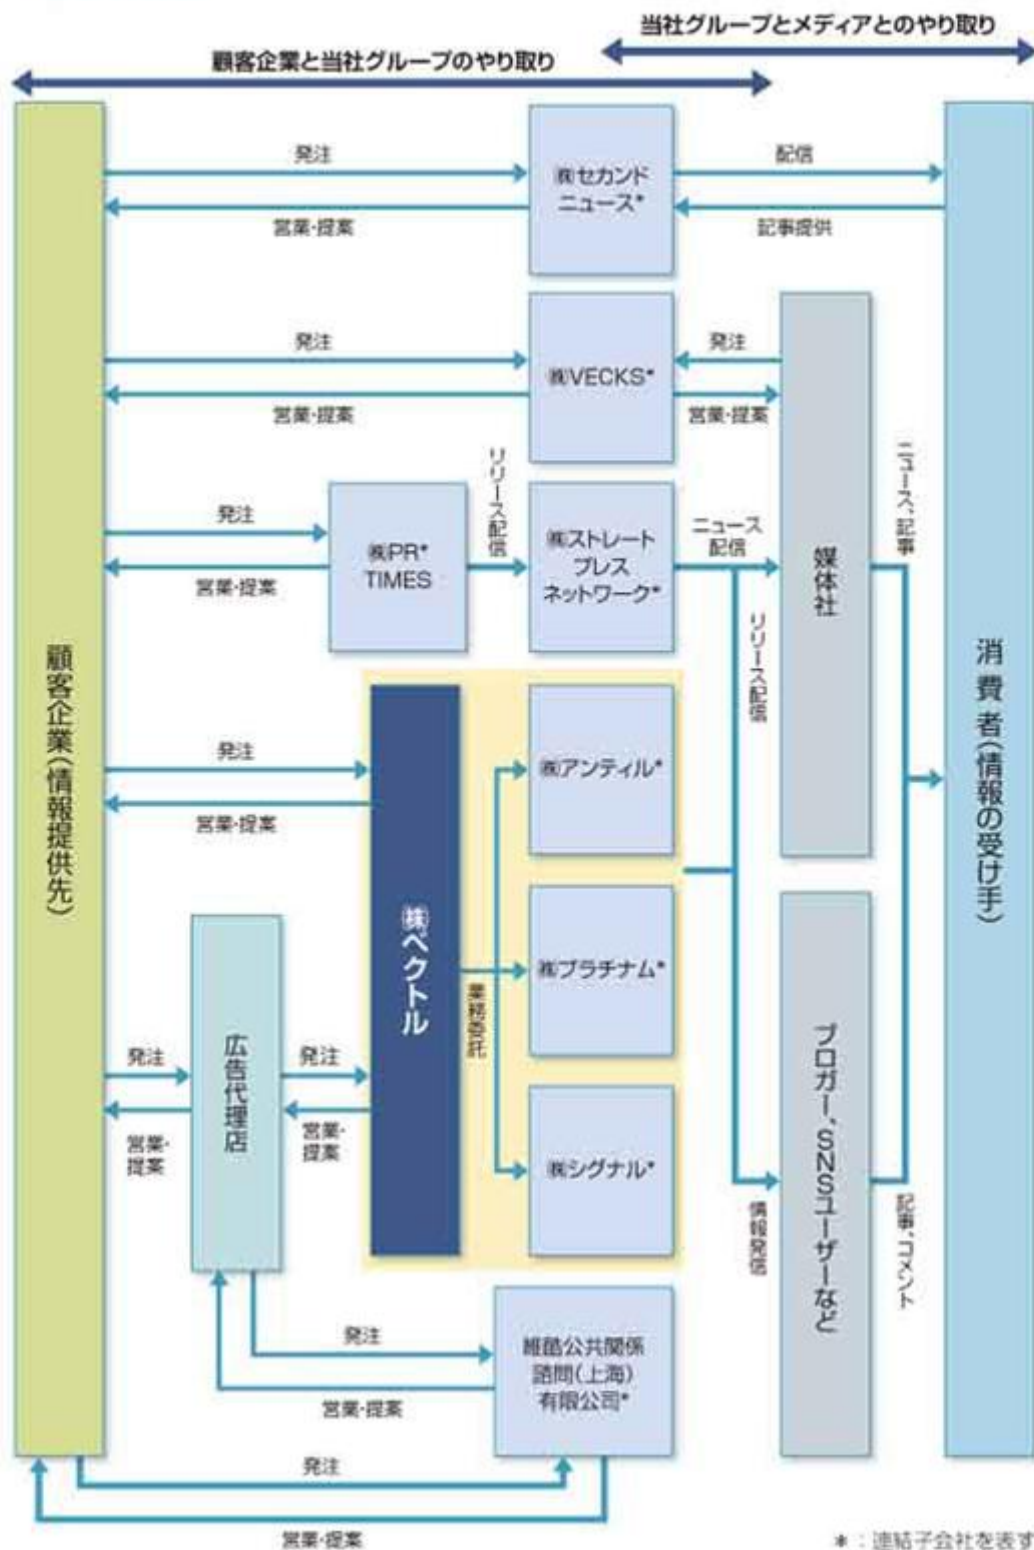 当社グループとメディアとのやり取り
顧客企業と当社グループのやり取り
発注
営業・提案
㈱セカンド
ニュース*
配信
記事提供
発注
営業・提案
㈱VECKS*
発注
営業・提案
発注
営業・提案
㈱PR*
TIMES
リリース配信
㈱ストレート
プレス
ネットワーク*
ニュース
配信
リリース配信
媒体社
ニュース、記事
顧客企業(情報提供先)
消費者(情報の受け手)
発注
営業・提案
㈱ベクトル
業務委託
㈱アンティル*
㈱プラチナム*
㈱シグナル*
発注
営業・
提案
広告代理店
発注
営業・
提案
情報発信
ブロガー、SNSユーザーなど
記事、コメント
発注
営業・提案
維酷公共関係
諮問(上海)
有限公司*
発注
営業・提案
*:連結子会社を表す